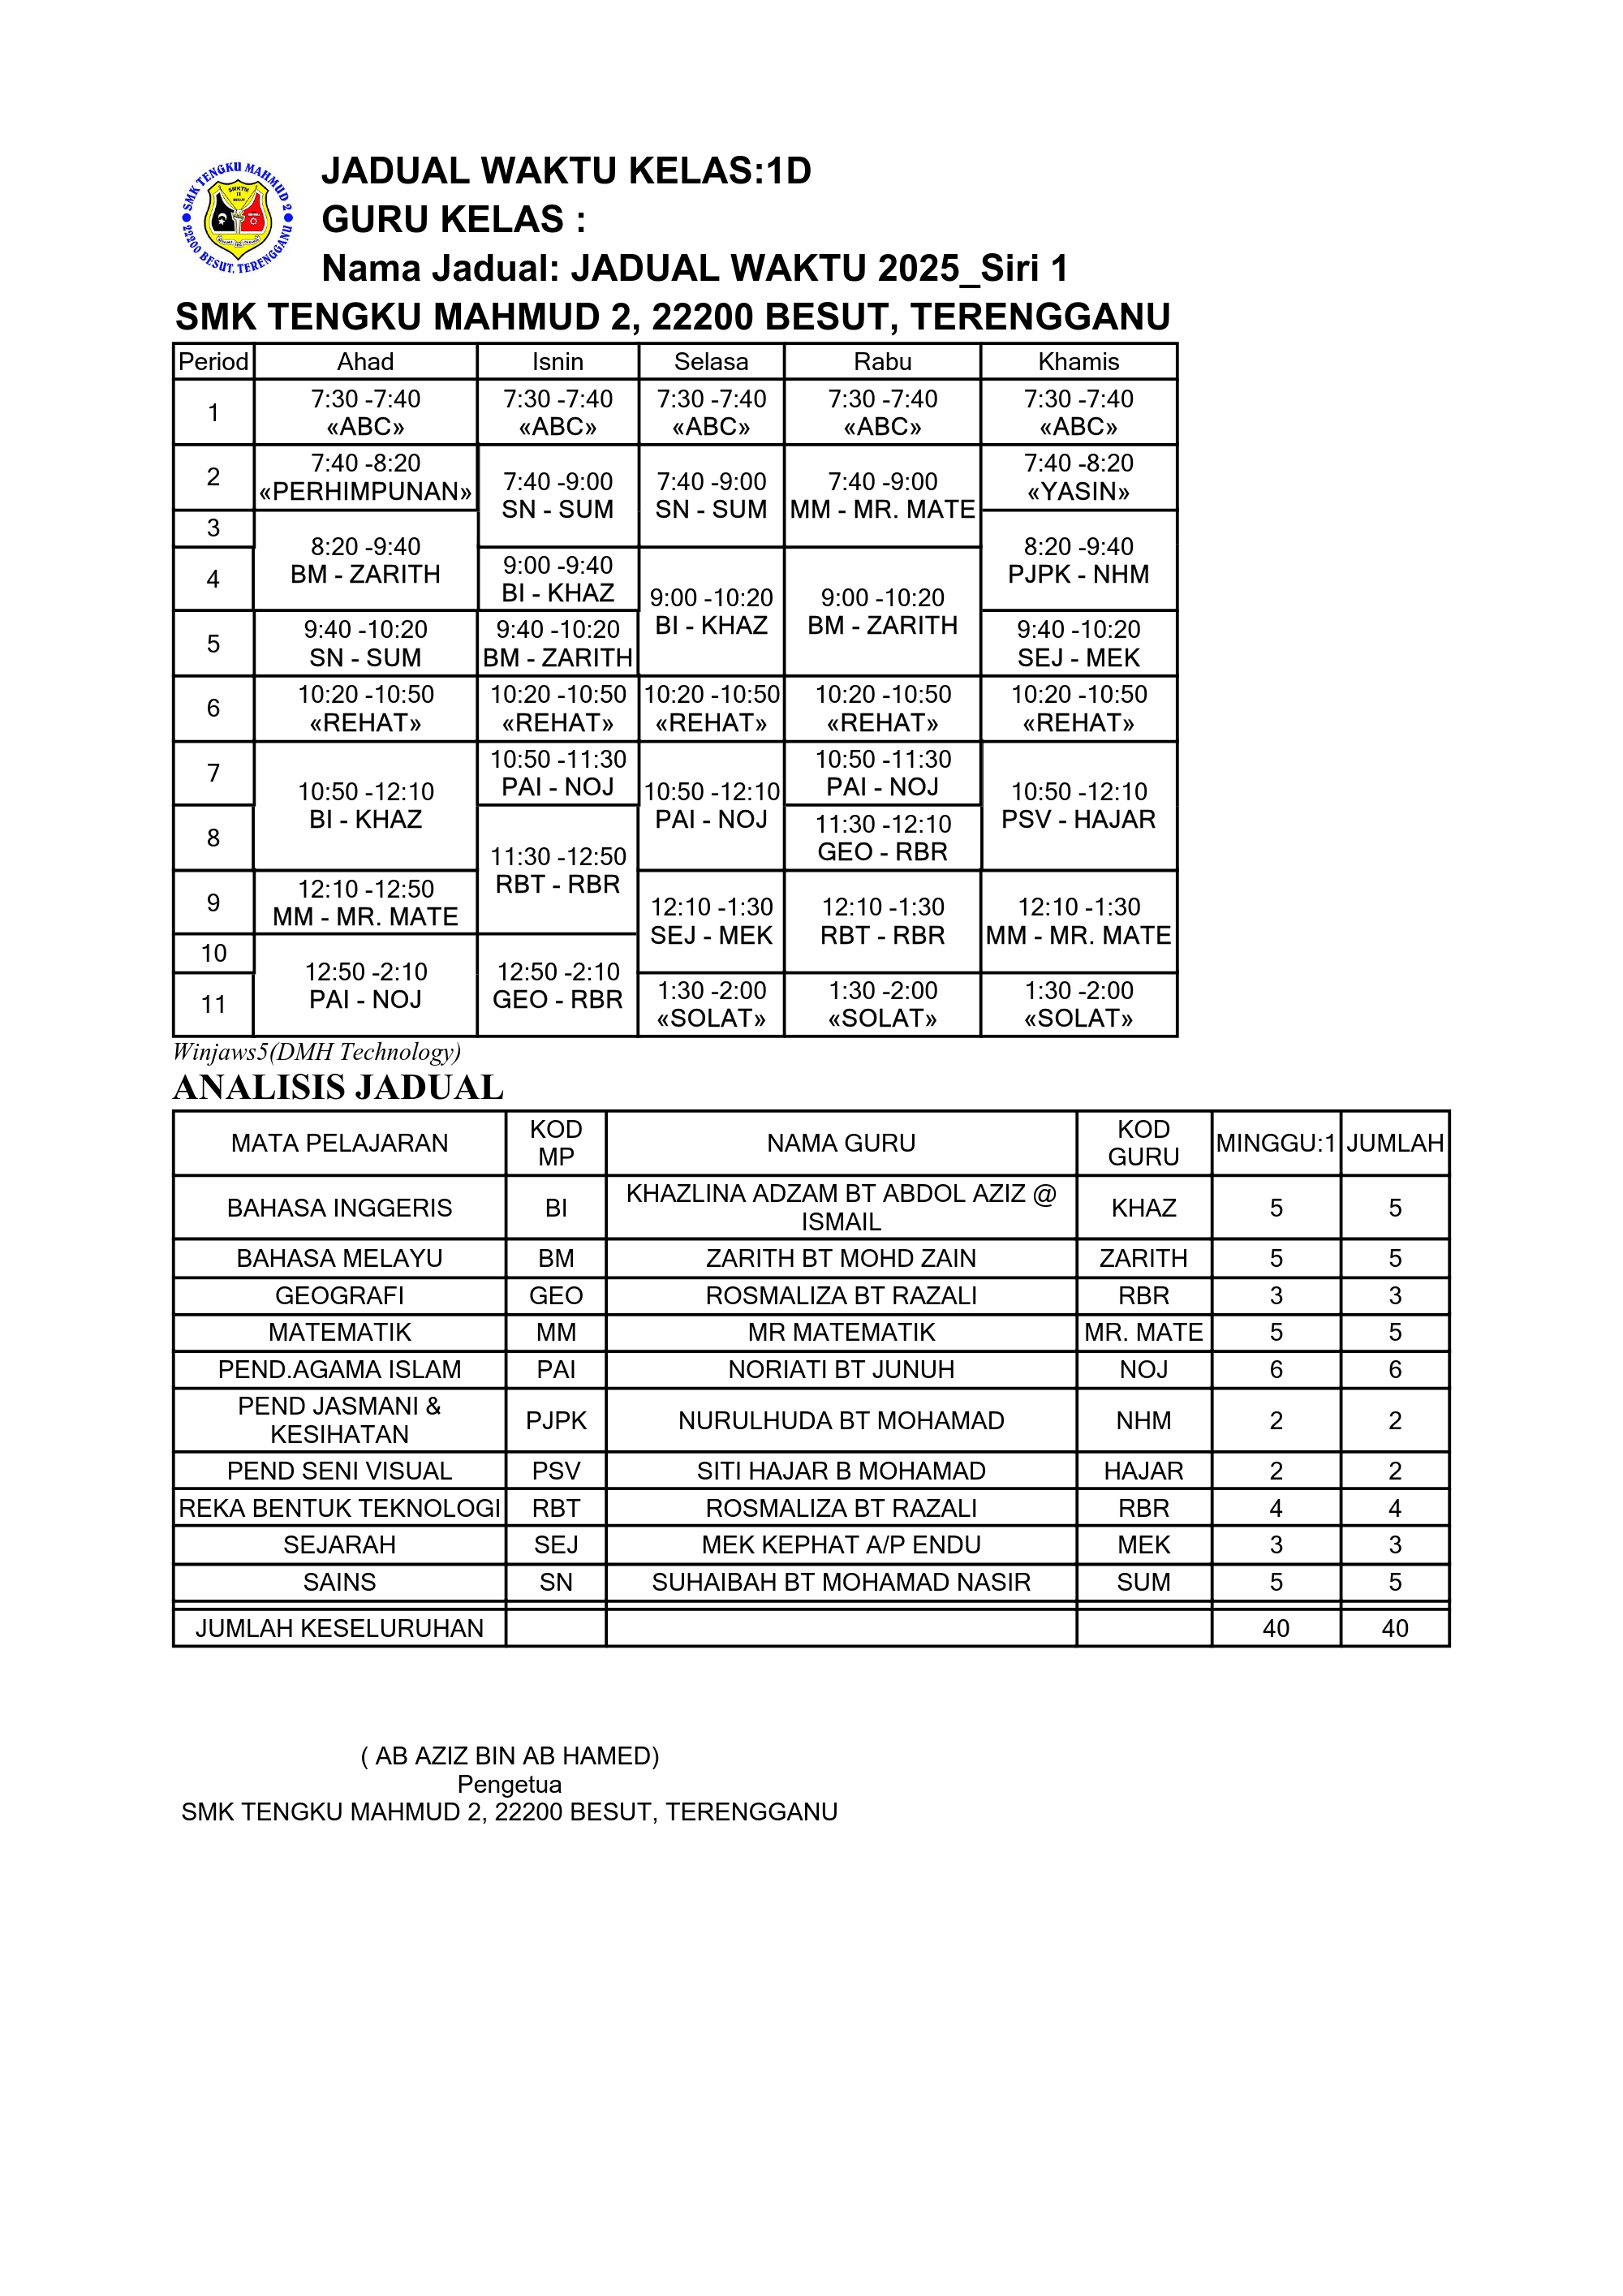 SMK TENGKU MAHMUD 2
22200 BESUT, TERENGGANU
JADUAL WAKTU KELAS:1D
GURU KELAS :
Nama Jadual: JADUAL WAKTU 2025_Siri 1
SMK TENGKU MAHMUD 2, 22200 BESUT, TERENGGANU
Period Ahad Isnin Selasa Rabu Khamis
1
7:30 -7:40 7:30 -7:40 7:30 -7:40 7:30 -7:40 7:30 -7:40
«ABC» «ABC» «ABC» «ABC» «ABC»
2
7:40 -8:20
«PERHIMPUNAN»
7:40 -9:00
SN - SUM
7:40 -9:00
SN - SUM
7:40 -9:00
MM - MR. MATE
7:40 -8:20
«YASIN»
3
8:20 -9:40
BM - ZARITH
8:20 -9:40
PJPK - NHM
4
9:00 -9:40
BI - KHAZ
9:00 -10:20
BI - KHAZ
9:00 -10:20
BM - ZARITH
5
9:40 -10:20
SN - SUM
9:40 -10:20
BM - ZARITH
9:40 -10:20
SEJ - MEK
6
10:20 -10:50 10:20 -10:50 10:20 -10:50 10:20 -10:50 10:20 -10:50
«REHAT» «REHAT» «REHAT» «REHAT» «REHAT»
7
10:50 -12:10
BI - KHAZ
10:50 -11:30
PAI - NOJ
10:50 -12:10
PAI - NOJ
10:50 -11:30
PAI - NOJ
10:50 -12:10
PSV - HAJAR
8
11:30 -12:50
RBT - RBR
11:30 -12:10
GEO - RBR
9
12:10 -12:50
MM - MR. MATE
12:10 -1:30
SEJ - MEK
12:10 -1:30
RBT - RBR
12:10 -1:30
MM - MR. MATE
10
12:50 -2:10
PAI - NOJ
12:50 -2:10
GEO - RBR
11
1:30 -2:00 1:30 -2:00 1:30 -2:00
«SOLAT» «SOLAT» «SOLAT»
Winjaws5(DMH Technology)
ANALISIS JADUAL
MATA PELAJARAN
KOD
MP
NAMA GURU
KOD
GURU
MINGGU:1 JUMLAH
BAHASA INGGERIS BI
KHAZLINA ADZAM BT ABDOL AZIZ @
ISMAIL
KHAZ 5 5
BAHASA MELAYU BM ZARITH BT MOHD ZAIN ZARITH 5 5
GEOGRAFI GEO ROSMALIZA BT RAZALI RBR 3 3
MATEMATIK MM MR MATEMATIK MR. MATE 5 5
PEND.AGAMA ISLAM PAI NORIATI BT JUNUH NOJ 6 6
PEND JASMANI &
KESIHATAN
PJPK NURULHUDA BT MOHAMAD NHM 2 2
PEND SENI VISUAL PSV SITI HAJAR B MOHAMAD HAJAR 2 2
REKA BENTUK TEKNOLOGI RBT ROSMALIZA BT RAZALI RBR 4 4
SEJARAH SEJ MEK KEPHAT A/P ENDU MEK 3 3
SAINS SN SUHAIBAH BT MOHAMAD NASIR SUM 5 5
JUMLAH KESELURUHAN 40 40
( AB AZIZ BIN AB HAMED)
Pengetua
SMK TENGKU MAHMUD 2, 22200 BESUT, TERENGGANU